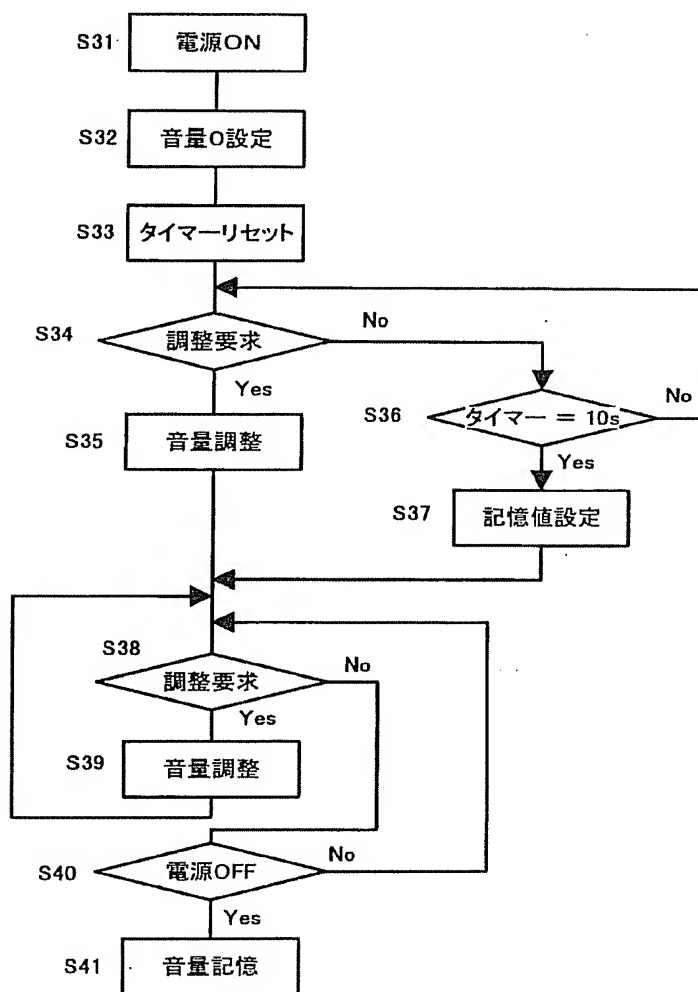 S31 電源ON
S32 音量0設定
S33 タイマーリセット
S34 調整要求 No
Yes
S36 タイマー = 10s No
S35 音量調整
Yes
S37 記憶値設定
S38 調整要求 No
Yes
S39 音量調整
S40 電源OFF No
Yes
S41 音量記憶